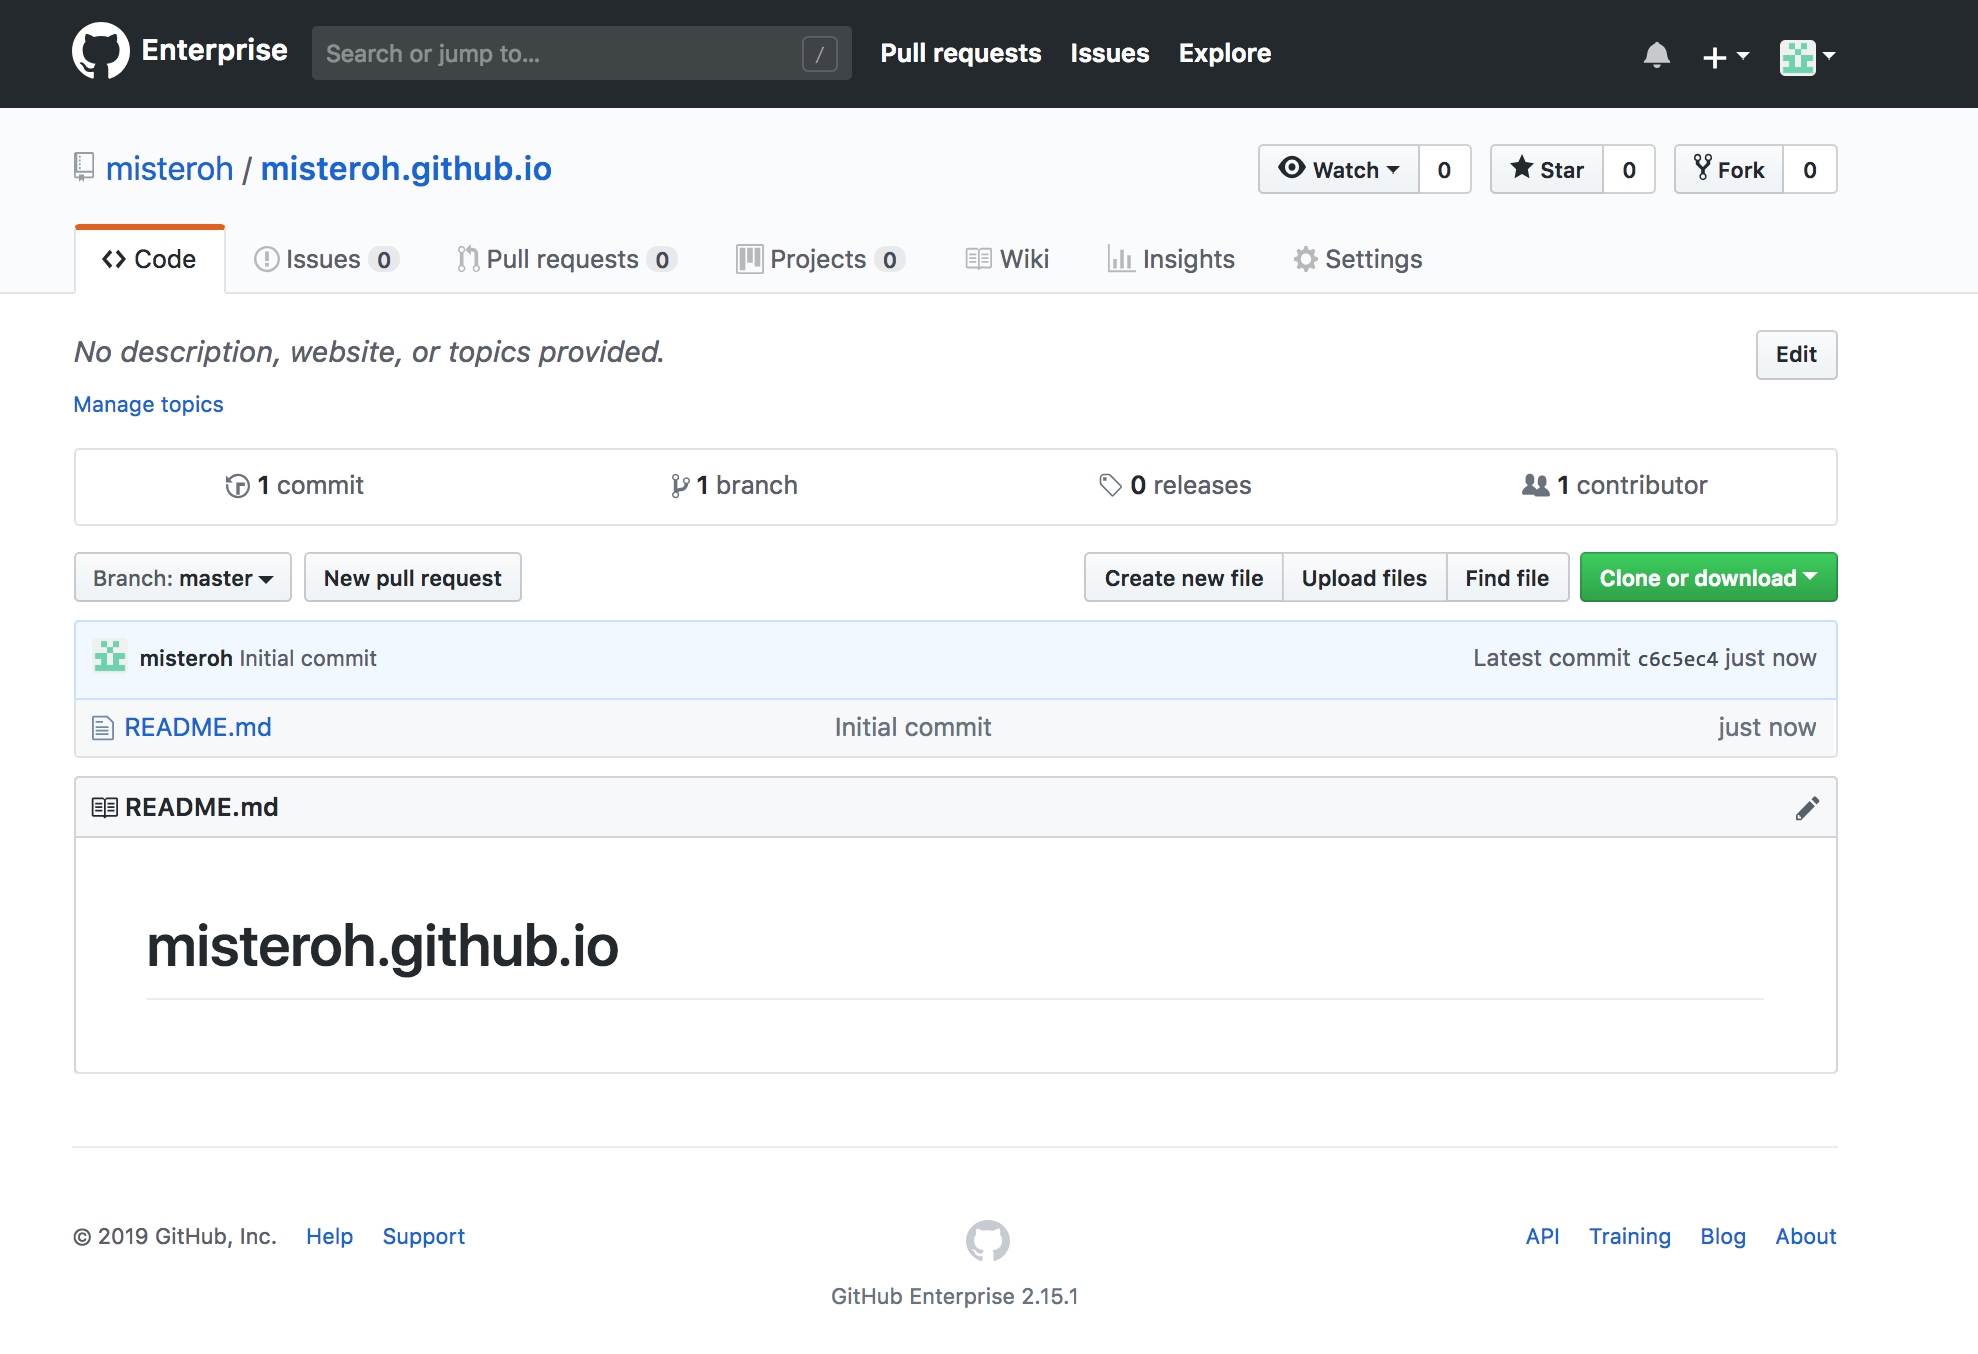 Enterprise Search or jump to... / Pull requests Issues Explore
misteroh / misteroh.github.io Watch 0 Star 0 Fork 0
Code Issues 0 Pull requests 0 Projects 0 Wiki Insights Settings
No description, website, or topics provided. Edit
Manage topics
1 commit 1 branch 0 releases 1 contributor
Branch: master New pull request Create new file Upload files Find file Clone or download
misteroh Initial commit Latest commit c6c5ec4 just now
README.md Initial commit just now
README.md
misteroh.github.io
© 2019 GitHub, Inc. Help Support API Training Blog About
GitHub Enterprise 2.15.1